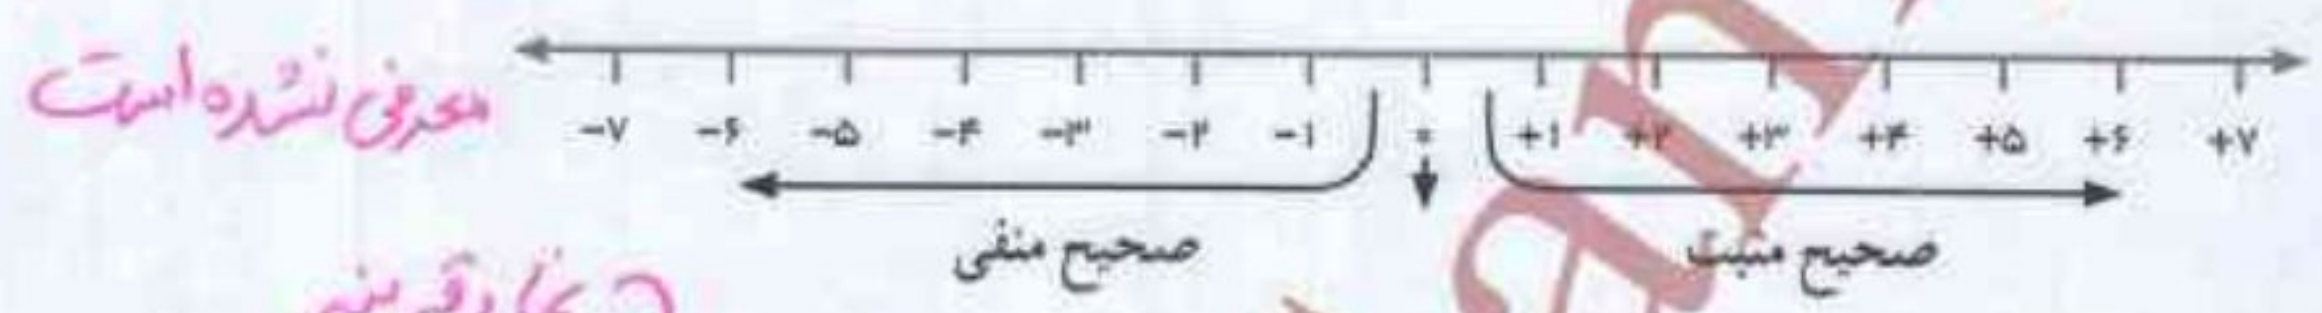 معرفی نشده است
−۷ −۶ −۵ −۴ −۳ −۲ −۱ ۰ +۱ +۲ +۳ +۴ +۵ +۶ +۷
صحیح منفی صحیح مثبت